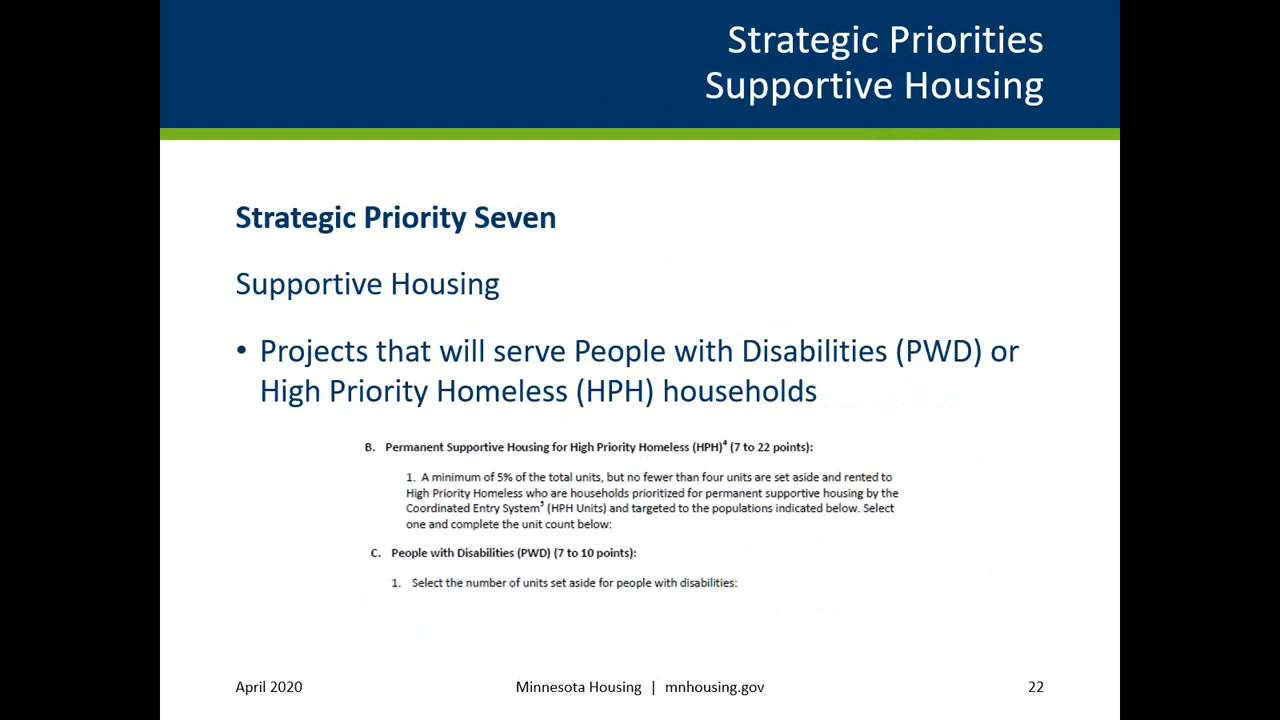 Strategic Priorities
Supportive Housing
Strategic Priority Seven
Supportive Housing
• Projects that will serve People with Disabilities (PWD) or
High Priority Homeless (HPH) households
B. Permanent Supportive Housing for High Priority Homeless (HPH)⁴ (7 to 22 points):
1. A minimum of 5% of the total units, but no fewer than four units are set aside and rented to
High Priority Homeless who are households prioritized for permanent supportive housing by the
Coordinated Entry System⁵ (HPH Units) and targeted to the populations indicated below. Select
one and complete the unit count below:
C. People with Disabilities (PWD) (7 to 10 points):
1. Select the number of units set aside for people with disabilities:
April 2020 Minnesota Housing | mnhousing.gov 22